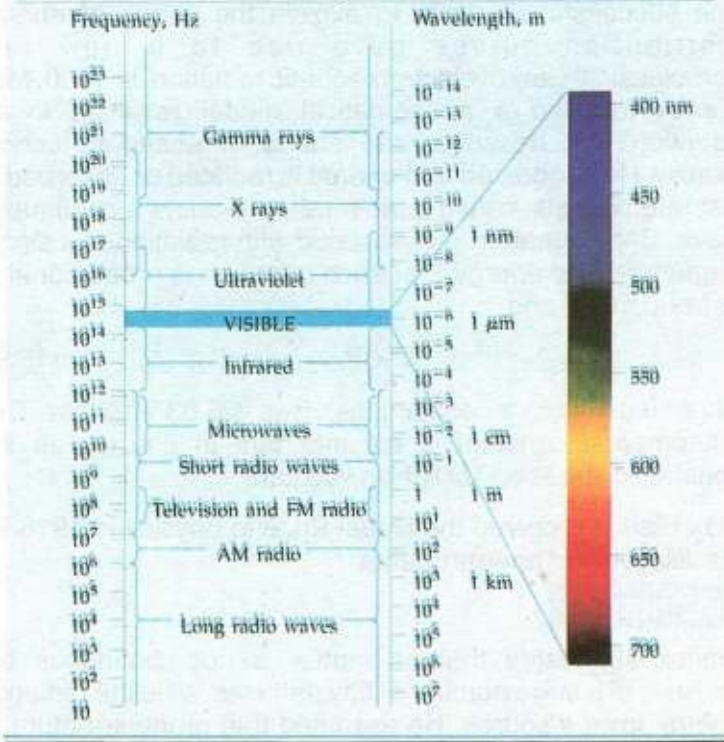 Frequency, Hz
10²³
10²²
10²¹
10²⁰
10¹⁹
10¹⁸
10¹⁷
10¹⁶
10¹⁵
10¹⁴
10¹³
10¹²
10¹¹
10¹⁰
10⁹
10⁸
10⁷
10⁶
10⁵
10⁴
10³
10²
10
Gamma rays
X rays
Ultraviolet
VISIBLE
Infrared
Microwaves
Short radio waves
Television and FM radio
AM radio
Long radio waves
Wavelength, m
10⁻¹⁴
10⁻¹³
10⁻¹²
10⁻¹¹
10⁻¹⁰
10⁻⁹
10⁻⁸
10⁻⁷
10⁻⁶
10⁻⁵
10⁻⁴
10⁻³
10⁻²
10⁻¹
1
10¹
10²
10³
10⁴
10⁵
10⁶
10⁷
1 nm
1 μm
1 cm
1 m
1 km
400 nm
450
500
550
600
650
700